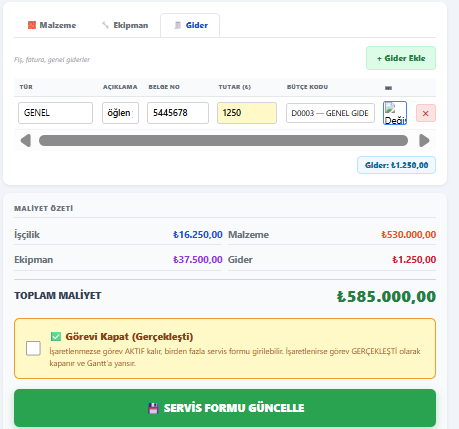 Malzeme Ekipman Gider
Fiş, fatura, genel giderler
+ Gider Ekle
TÜR AÇIKLAMA BELGE NO TUTAR (₺) BÜTÇE KODU
GENEL öğlen 5445678 1250 D0003 — GENEL GIDE Deği
Gider: ₺1.250,00
MALİYET ÖZETİ
İşçilik ₺16.250,00 Malzeme ₺530.000,00
Ekipman ₺37.500,00 Gider ₺1.250,00
TOPLAM MALİYET ₺585.000,00
Görevi Kapat (Gerçekleşti)
İşaretlenmezse görev AKTIF kalır, birden fazla servis formu girilebilir. İşaretlenirse görev GERÇEKLEŞTİ olarak
kapanır ve Gantt'a yansır.
SERVİS FORMU GÜNCELLE